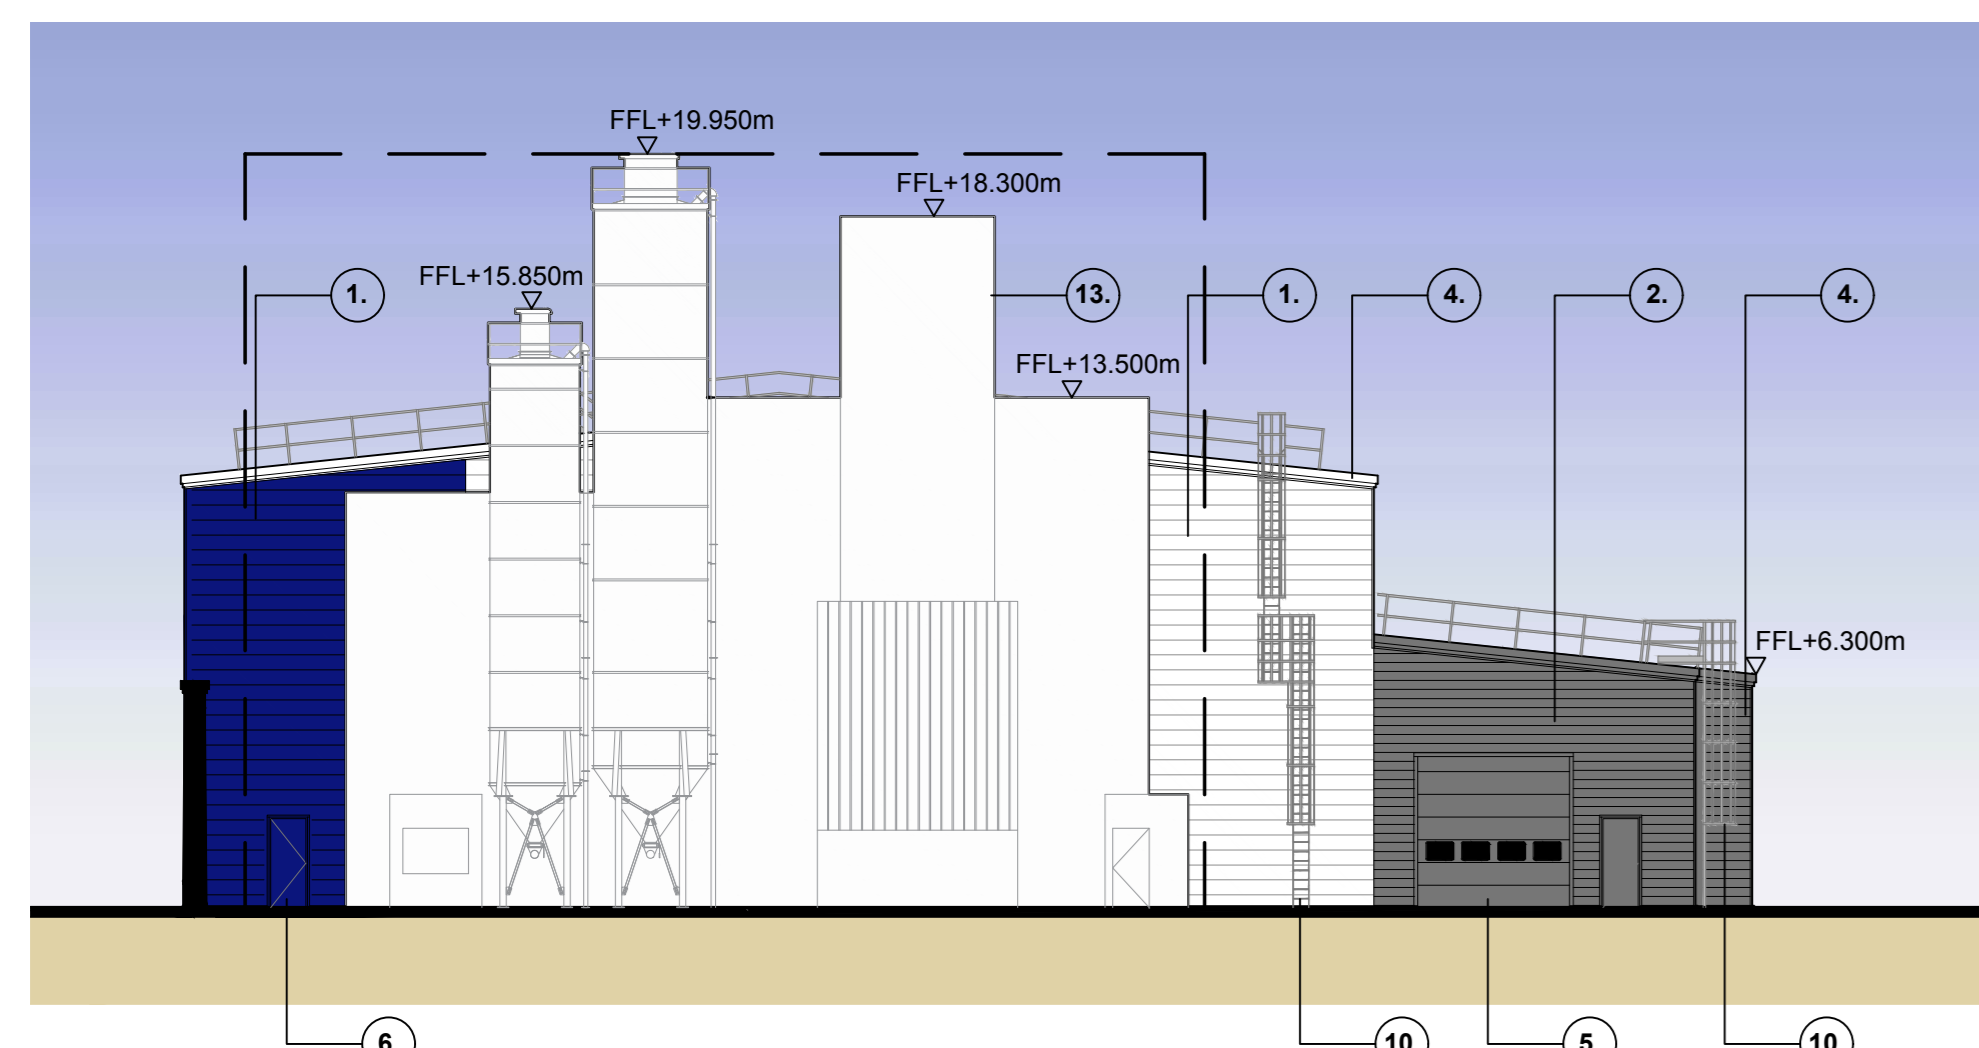 FFL+19.950m
FFL+18.300m
FFL+15.850m
1.
13.
1.
4.
2.
4.
FFL+13.500m
FFL+6.300m
6.
10.
5.
10.